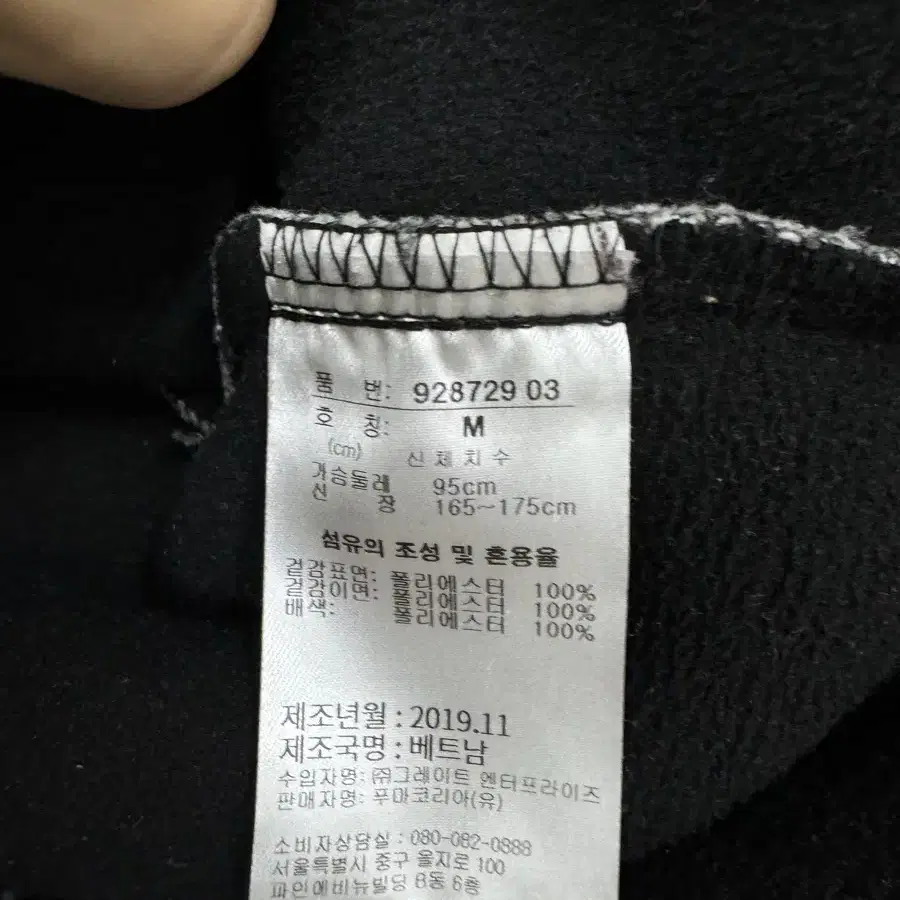 품 번: 928729 03
호 칭: M
(cm) 신체치수
가슴둘레 95cm
신 장 165~175cm
섬유의 조성 및 혼용율
겉감표면: 폴리에스터 100%
겉감이면: 폴리에스터 100%
배색: 폴리에스터 100%
제조년월 : 2019.11
제조국명 : 베트남
수입자명: ㈜그레이트 엔터프라이즈
판매자명: 푸마코리아(유)
소비자상담실 : 080-082-0888
서울특별시 중구 을지로 100
파인에비뉴빌딩 B동 6층